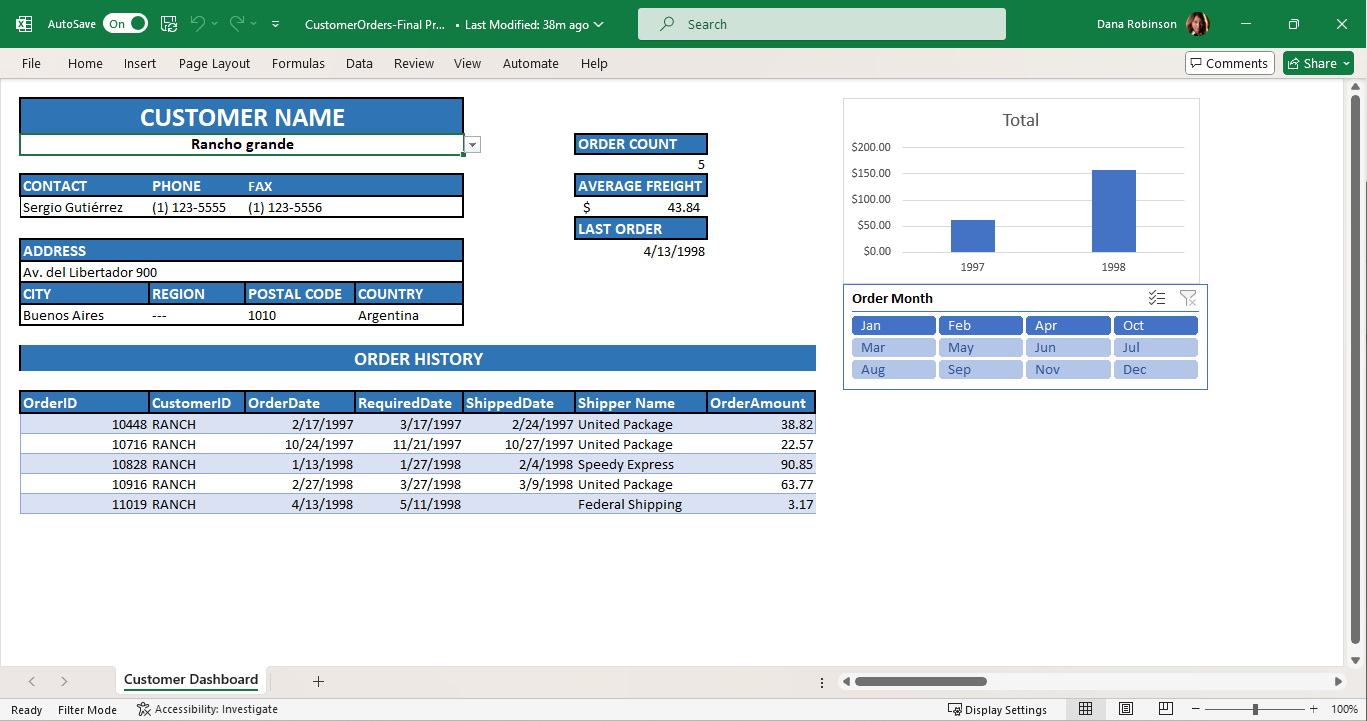 AutoSave On CustomerOrders-Final Pr... • Last Modified: 38m ago Search Dana Robinson
File Home Insert Page Layout Formulas Data Review View Automate Help Comments Share
CUSTOMER NAME
Rancho grande
CONTACT PHONE FAX
Sergio Gutiérrez (1) 123-5555 (1) 123-5556
ADDRESS
Av. del Libertador 900
CITY REGION POSTAL CODE COUNTRY
Buenos Aires --- 1010 Argentina
ORDER COUNT
5
AVERAGE FREIGHT
$ 43.84
LAST ORDER
4/13/1998
Total
$200.00
$150.00
$100.00
$50.00
$0.00
1997 1998
Order Month
Jan Feb Apr Oct
Mar May Jun Jul
Aug Sep Nov Dec
ORDER HISTORY
OrderID CustomerID OrderDate RequiredDate ShippedDate Shipper Name OrderAmount
10448 RANCH 2/17/1997 3/17/1997 2/24/1997 United Package 38.82
10716 RANCH 10/24/1997 11/21/1997 10/27/1997 United Package 22.57
10828 RANCH 1/13/1998 1/27/1998 2/4/1998 Speedy Express 90.85
10916 RANCH 2/27/1998 3/27/1998 3/9/1998 United Package 63.77
11019 RANCH 4/13/1998 5/11/1998 Federal Shipping 3.17
Customer Dashboard
Ready Filter Mode Accessibility: Investigate Display Settings 100%